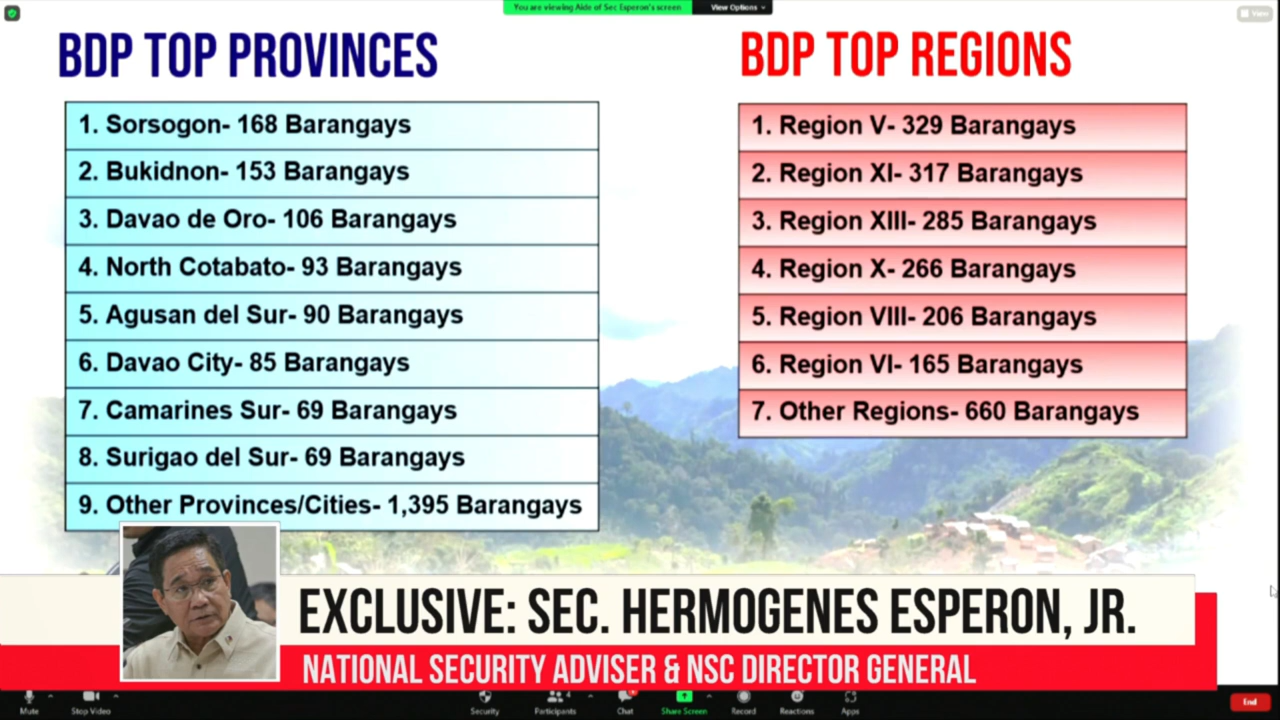 You are viewing Aide of Sec Esperon's screen
View Options
View
BDP TOP PROVINCES
1. Sorsogon- 168 Barangays
2. Bukidnon- 153 Barangays
3. Davao de Oro- 106 Barangays
4. North Cotabato- 93 Barangays
5. Agusan del Sur- 90 Barangays
6. Davao City- 85 Barangays
7. Camarines Sur- 69 Barangays
8. Surigao del Sur- 69 Barangays
9. Other Provinces/Cities- 1,395 Barangays
BDP TOP REGIONS
1. Region V- 329 Barangays
2. Region XI- 317 Barangays
3. Region XIII- 285 Barangays
4. Region X- 266 Barangays
5. Region VIII- 206 Barangays
6. Region VI- 165 Barangays
7. Other Regions- 660 Barangays
EXCLUSIVE: SEC. HERMOGENES ESPERON, JR.
NATIONAL SECURITY ADVISER & NSC DIRECTOR GENERAL
Mute
Stop Video
Security
Participants
4
Chat
Share Screen
Record
Reactions
Apps
End